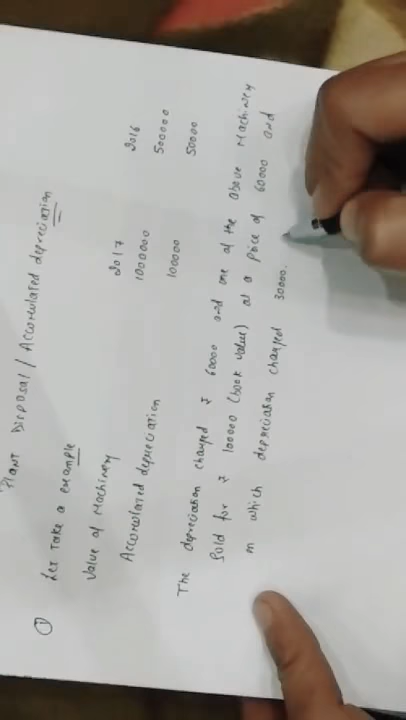 PLANT DISPOSAL / Accomulated depreciation
① Let Take a example
2017 2016
Value of Machinery 1000000 500000
Accomulated depreciation 100000 50000
The depreciation charged ₹ 60000 and one of the above Machinery
Sold for ₹ 100000 (book value) at a price of 60000 and
in which depreciation charged 30000.